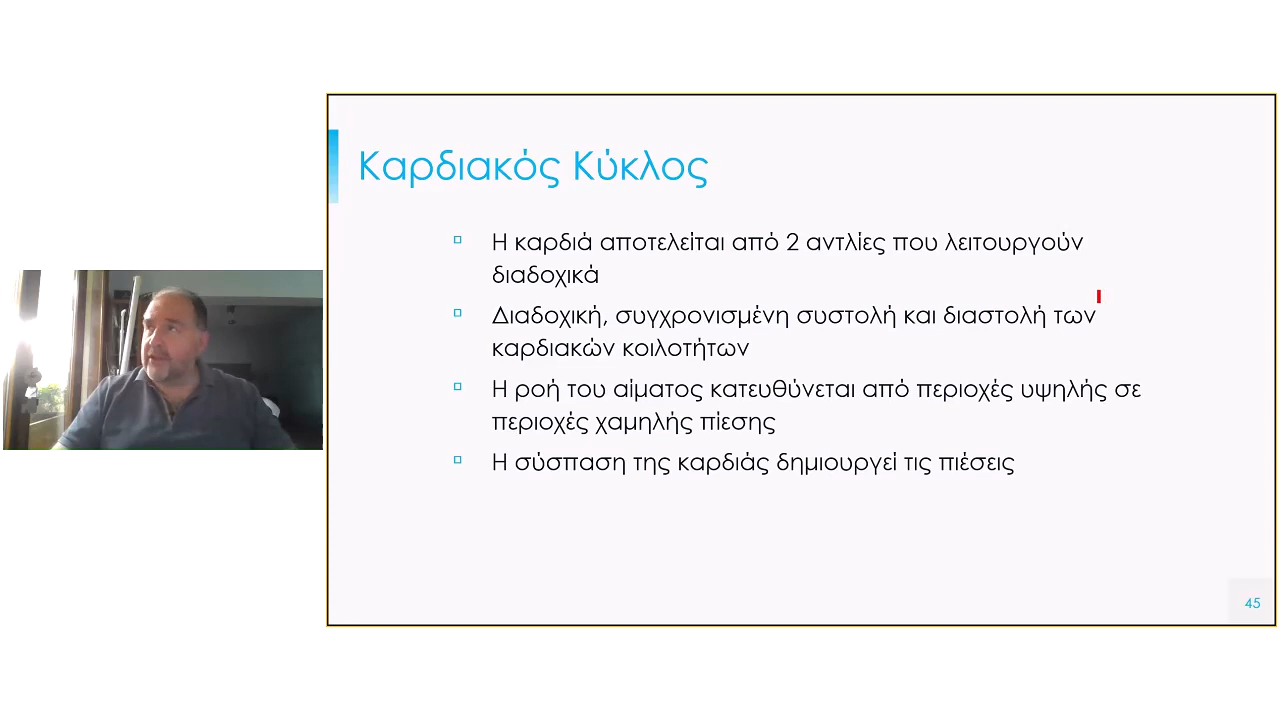 Καρδιακός Κύκλος
Η καρδιά αποτελείται από 2 αντλίες που λειτουργούν
διαδοχικά
Διαδοχική, συγχρονισμένη συστολή και διαστολή των
καρδιακών κοιλοτήτων
Η ροή του αίματος κατευθύνεται από περιοχές υψηλής σε
περιοχές χαμηλής πίεσης
Η σύσπαση της καρδιάς δημιουργεί τις πιέσεις
45